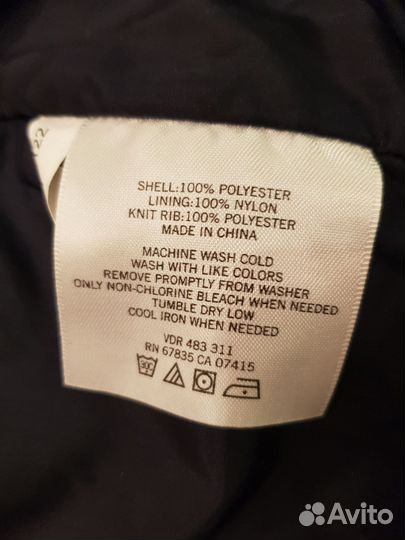 SHELL:100% POLYESTER
LINING:100% NYLON
KNIT RIB:100% POLYESTER
MADE IN CHINA
MACHINE WASH COLD
WASH WITH LIKE COLORS
REMOVE PROMPTLY FROM WASHER
ONLY NON-CHLORINE BLEACH WHEN NEEDED
TUMBLE DRY LOW
COOL IRON WHEN NEEDED
VDR 483 311
RN 67835 CA 07415
Avito